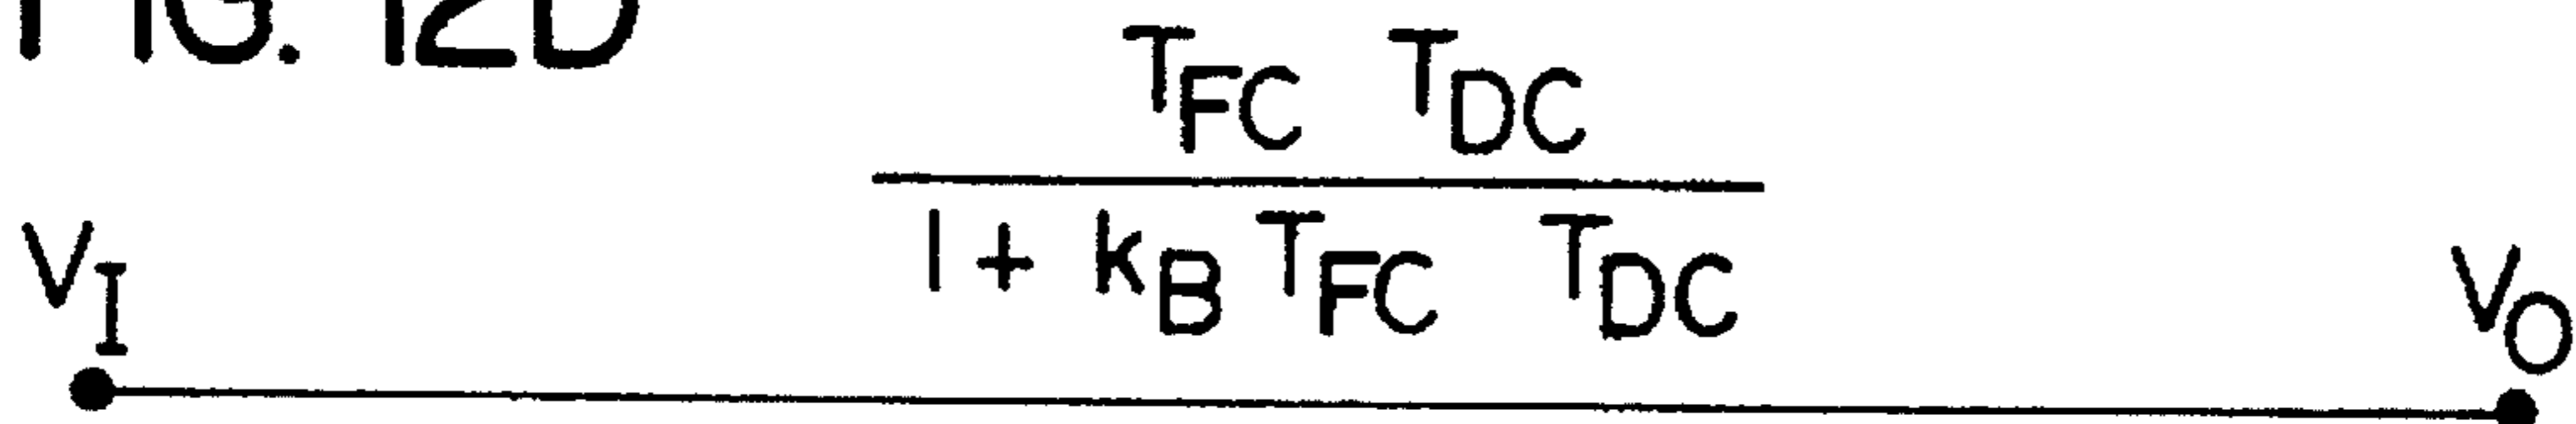 FIG. 12D
T_FC T_DC
1 + k_B T_FC T_DC
V_I V_O